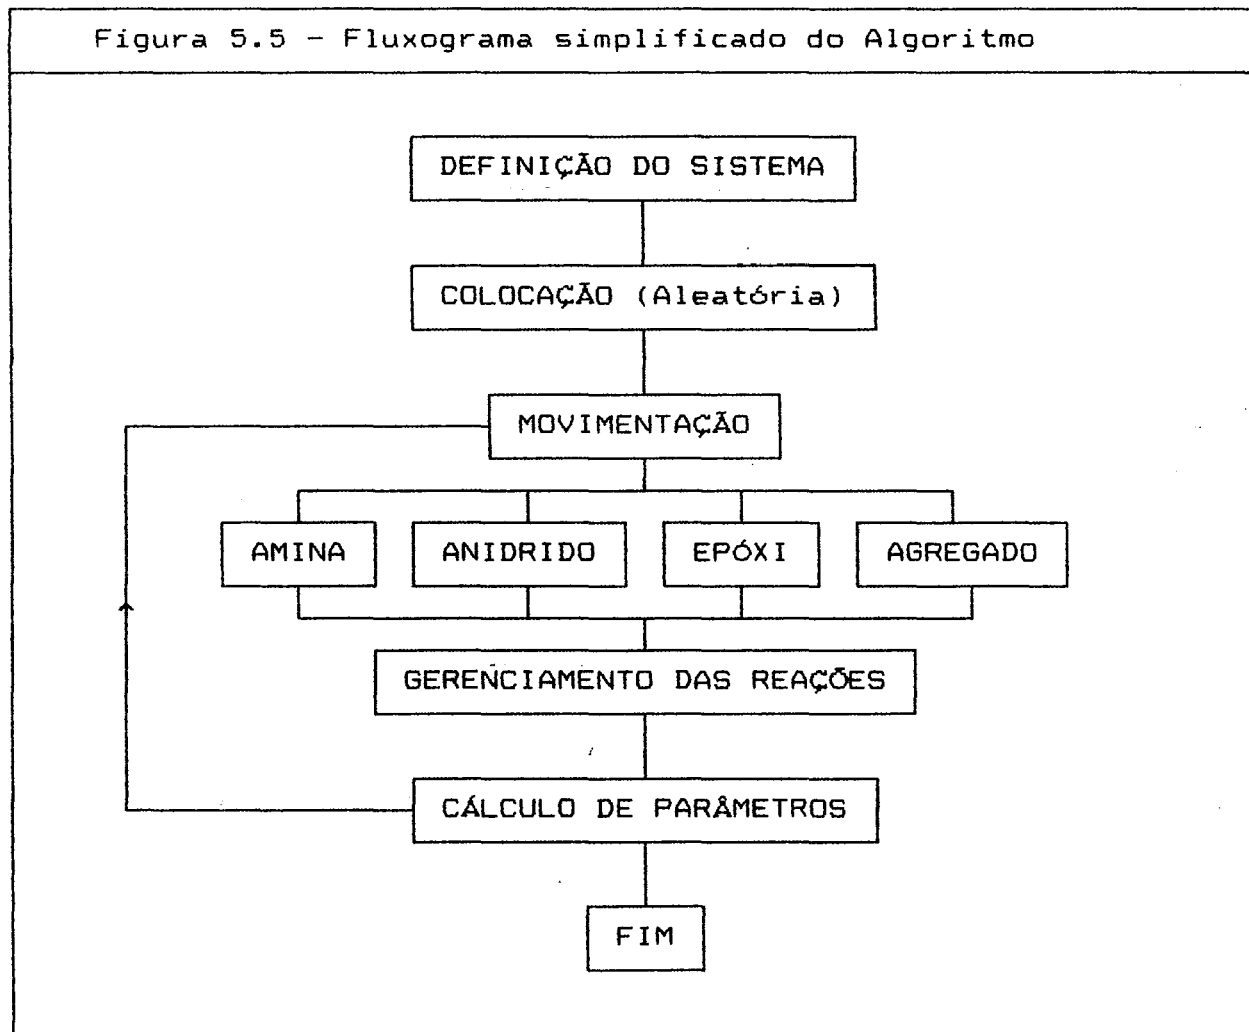 Figura 5.5 - Fluxograma simplificado do Algoritmo
DEFINIÇÃO DO SISTEMA
COLOCAÇÃO (Aleatória)
MOVIMENTAÇÃO
AMINA
ANIDRIDO
EPÓXI
AGREGADO
GERENCIAMENTO DAS REAÇÕES
CÁLCULO DE PARÂMETROS
FIM